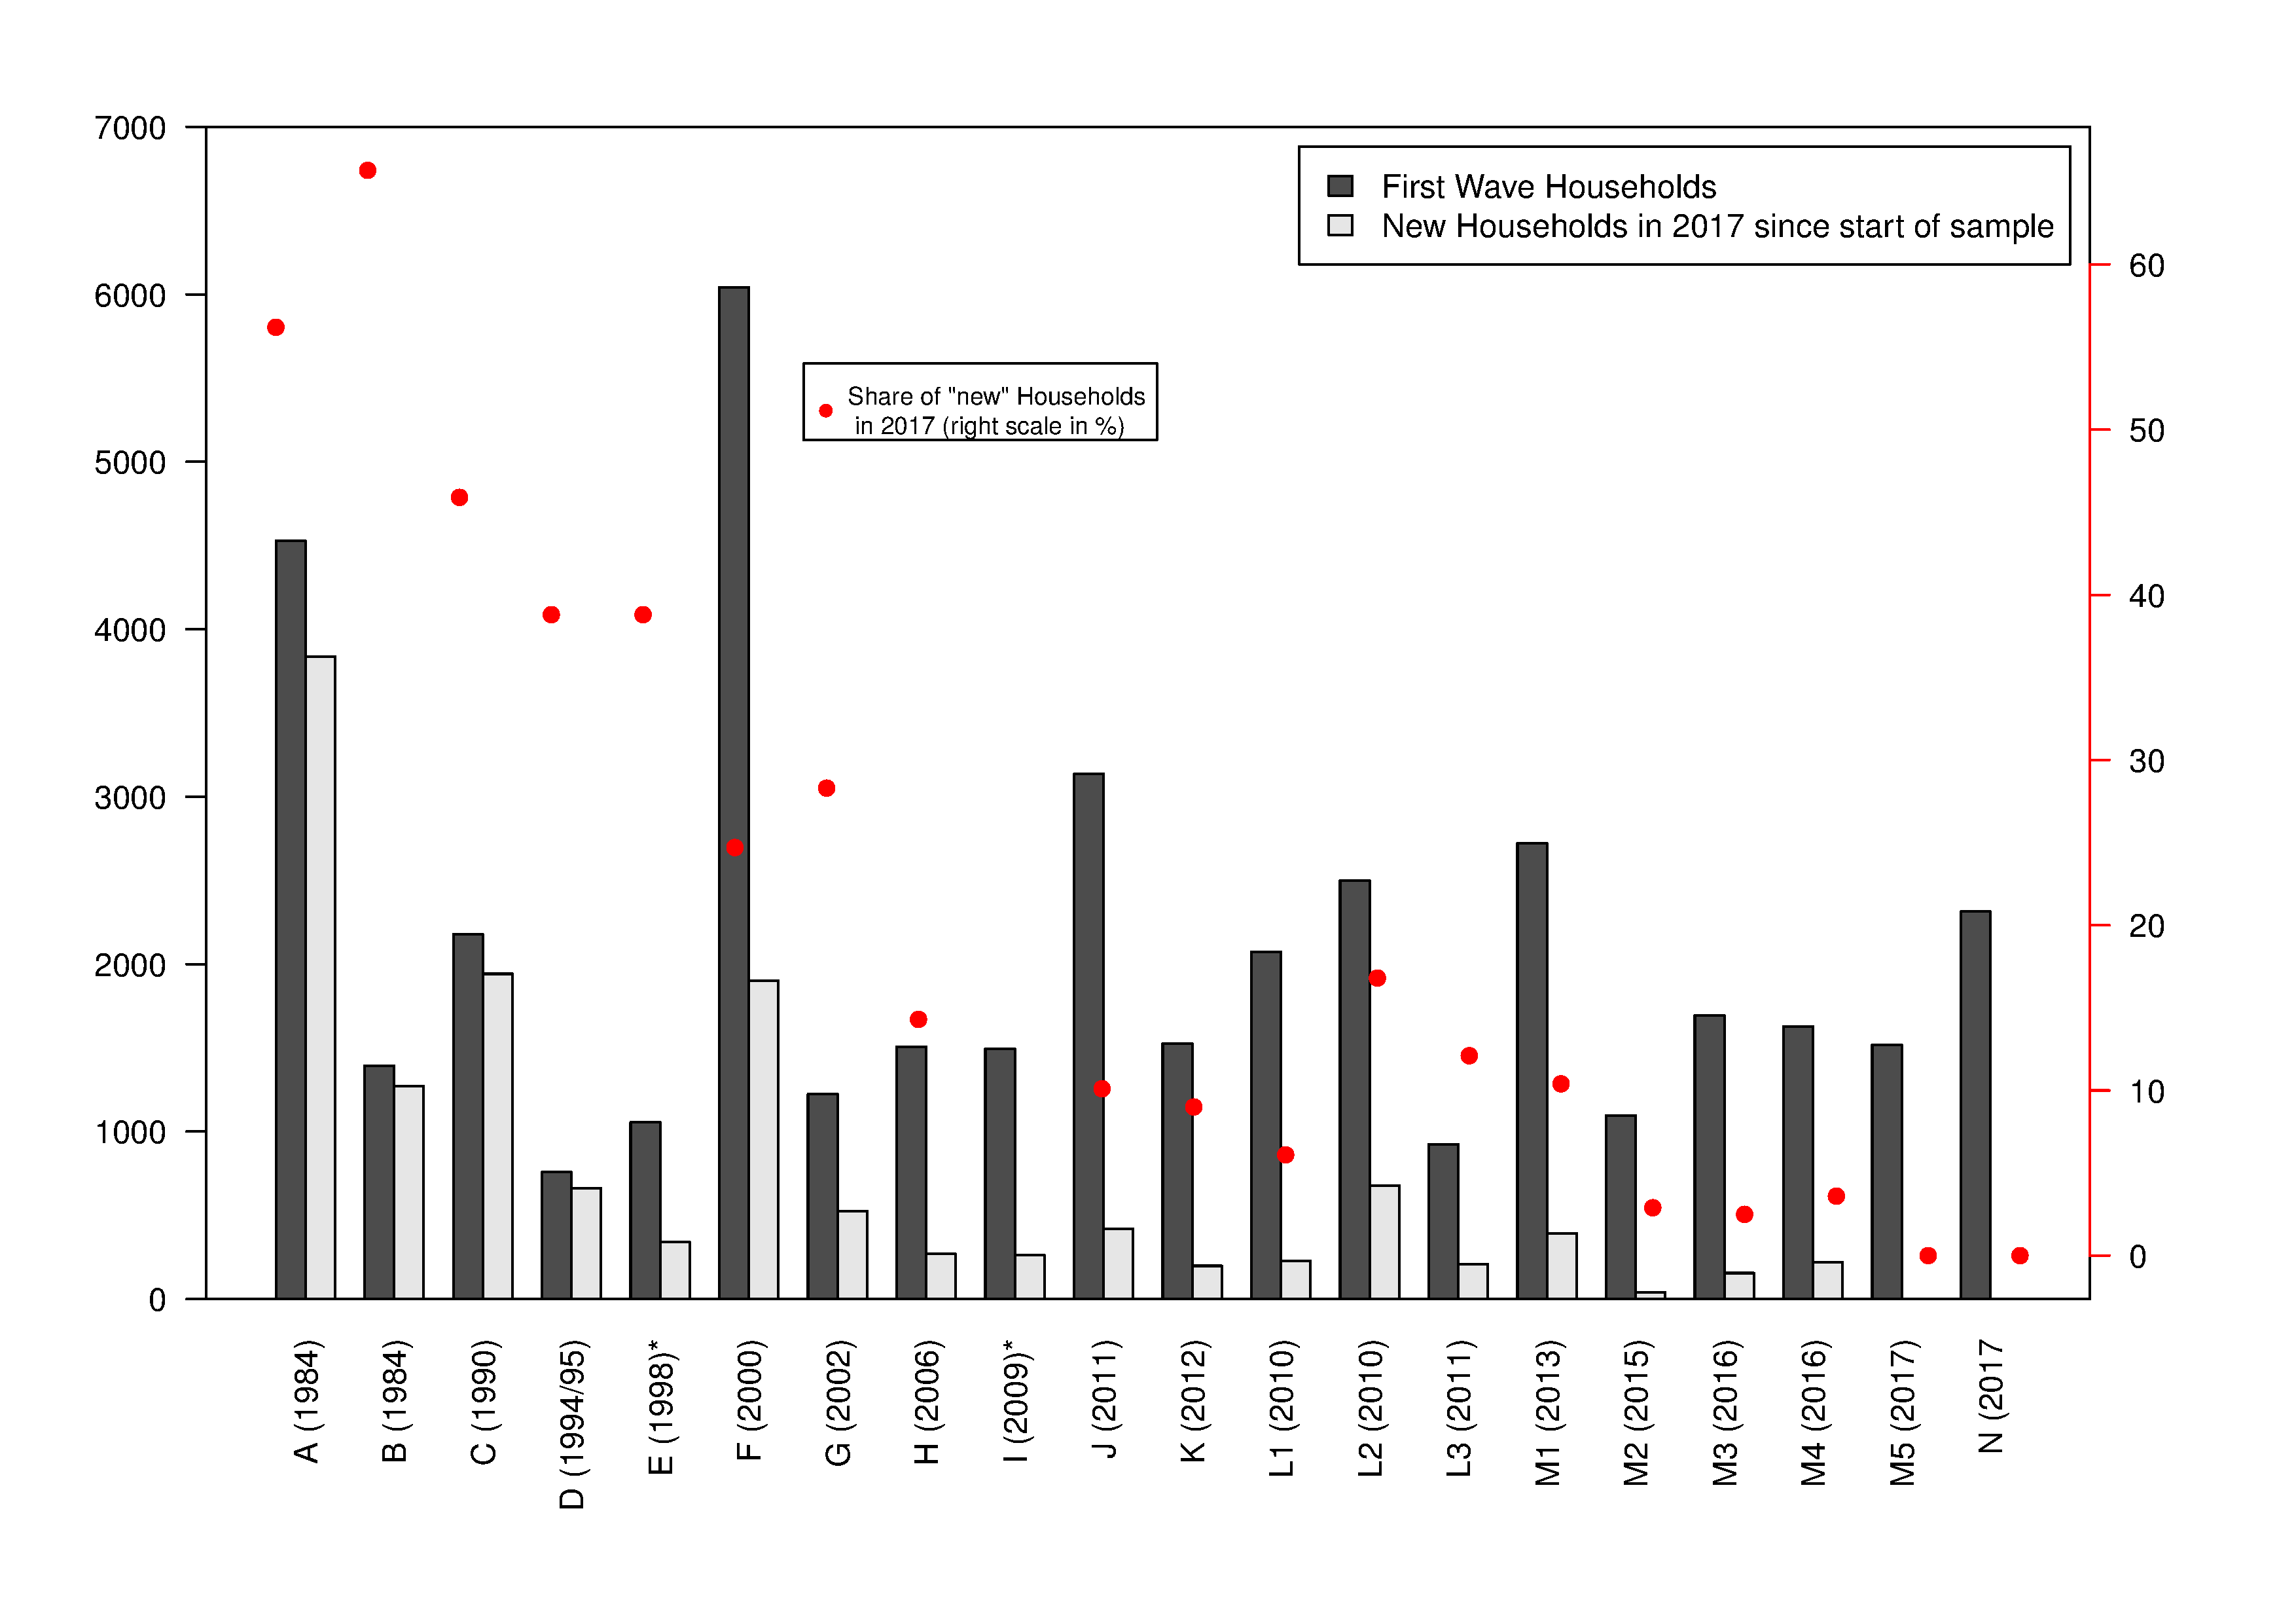 7000
6000
5000
4000
3000
2000
1000
0
First Wave Households
New Households in 2017 since start of sample
Share of "new" Households
in 2017 (right scale in %)
60
50
40
30
20
10
0
A (1984)
B (1984)
C (1990)
D (1994/95)
E (1998)*
F (2000)
G (2002)
H (2006)
I (2009)*
J (2011)
K (2012)
L1 (2010)
L2 (2010)
L3 (2011)
M1 (2013)
M2 (2015)
M3 (2016)
M4 (2016)
M5 (2017)
N (2017